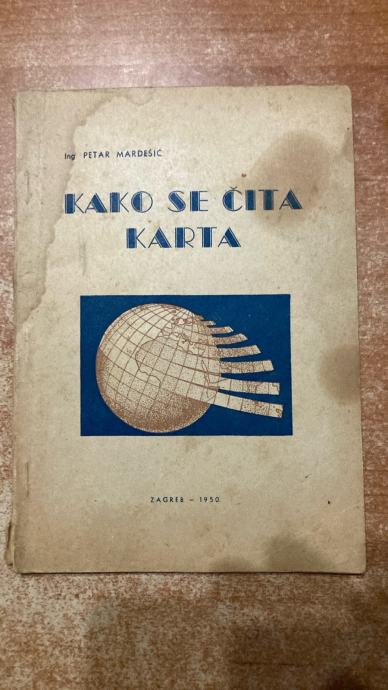 Ing PETAR MARDEŠIĆ
KAKO SE ČITA
KARTA
ZAGREB – 1950